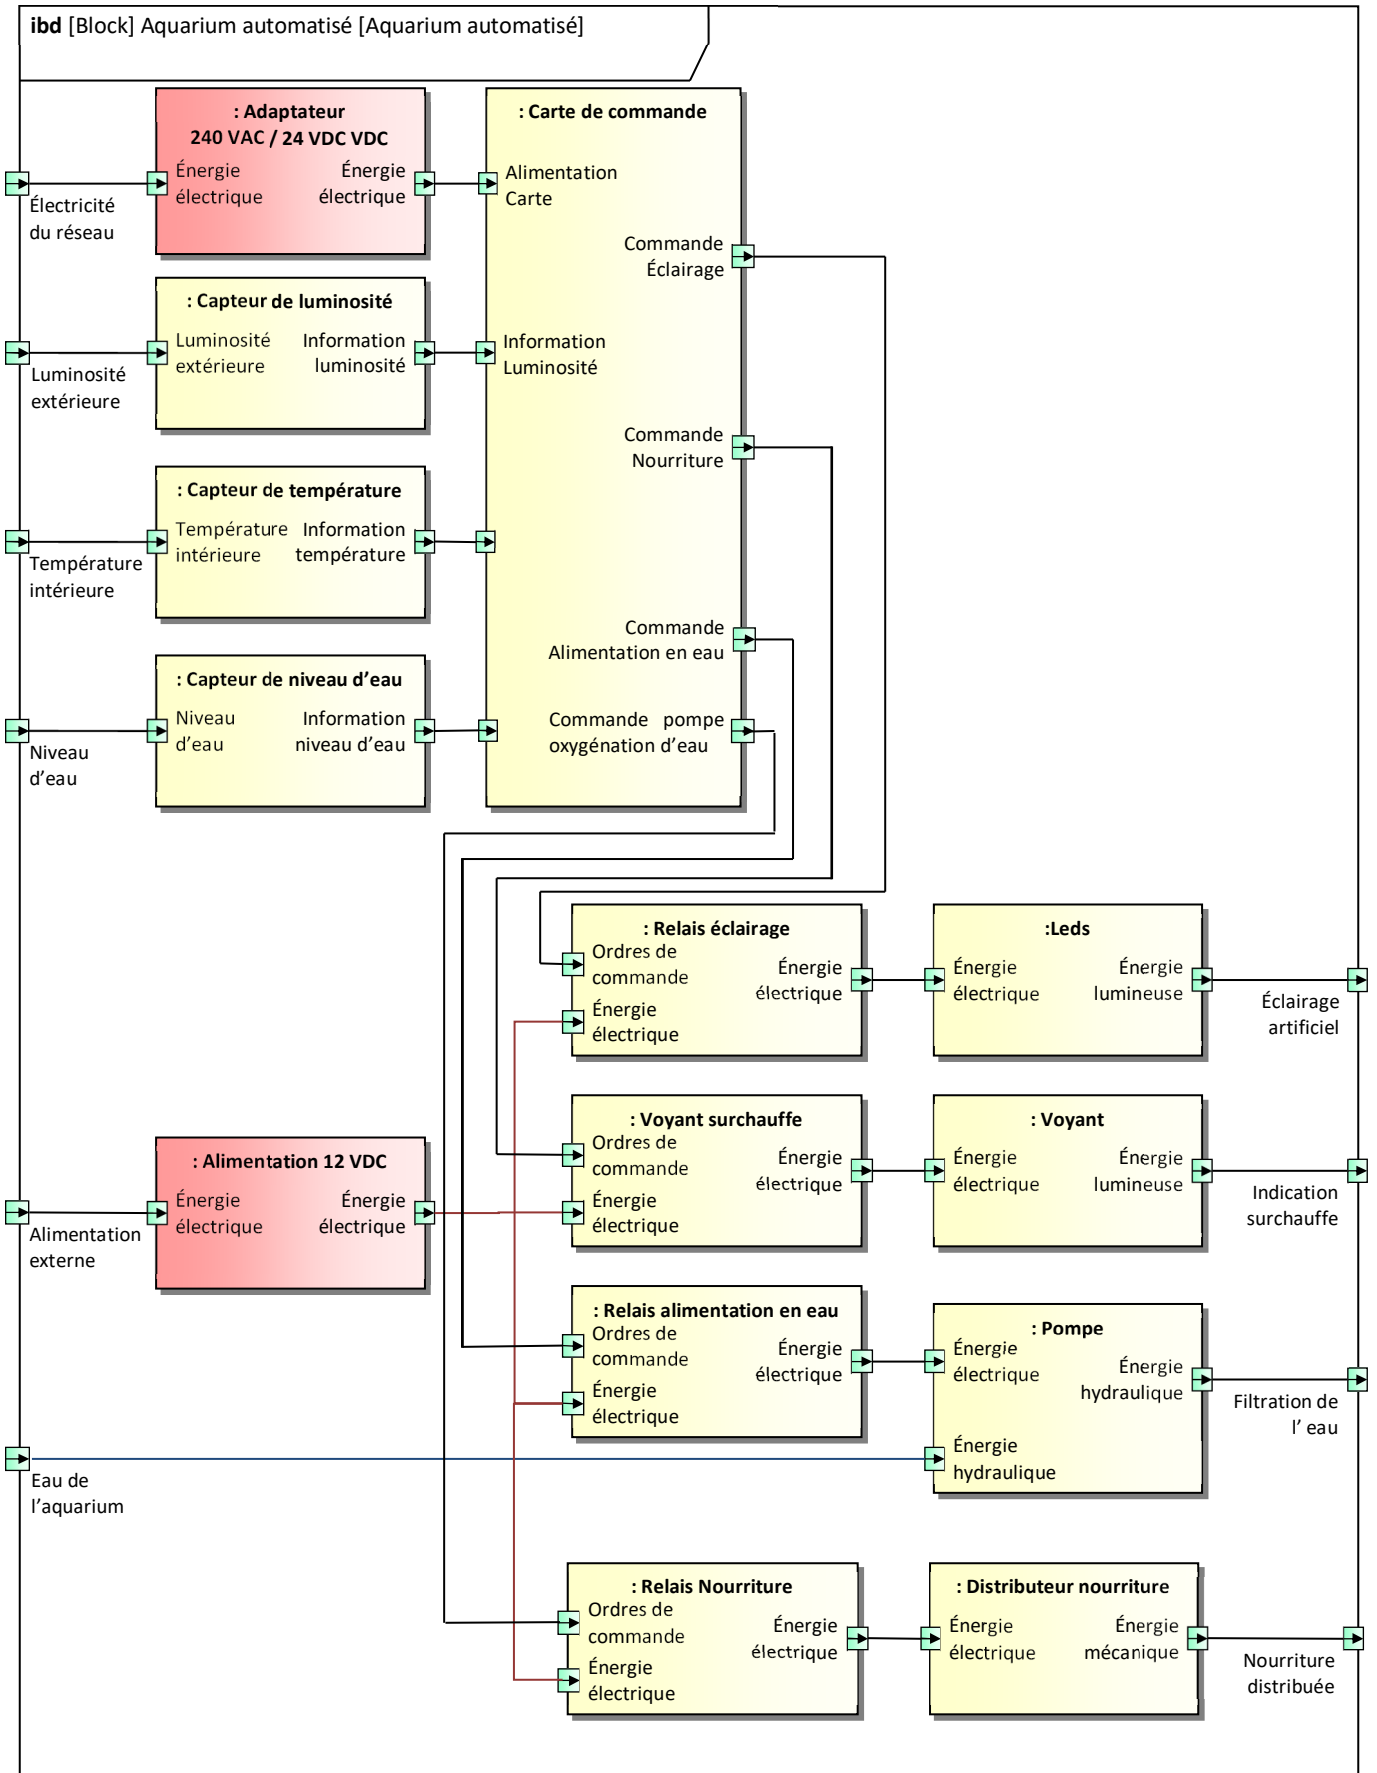 ibd [Block] Aquarium automatisé [Aquarium automatisé]
: Adaptateur
240 VAC / 24 VDC VDC
Énergie
électrique
Énergie
électrique
Électricité
du réseau
: Carte de commande
Alimentation
Carte
Commande
Éclairage
Information
Luminosité
Commande
Nourriture
Commande
Alimentation en eau
Commande pompe
oxygénation d'eau
: Capteur de luminosité
Luminosité
extérieure
Information
luminosité
Luminosité
extérieure
: Capteur de température
Température
intérieure
Information
température
Température
intérieure
: Capteur de niveau d'eau
Niveau
d'eau
Information
niveau d'eau
Niveau
d'eau
: Relais éclairage
Ordres de
commande
Énergie
électrique
Énergie
électrique
:Leds
Énergie
électrique
Énergie
lumineuse
Éclairage
artificiel
: Voyant surchauffe
Ordres de
commande
Énergie
électrique
Énergie
électrique
: Voyant
Énergie
électrique
Énergie
lumineuse
Indication
surchauffe
: Alimentation 12 VDC
Énergie
électrique
Énergie
électrique
Alimentation
externe
: Relais alimentation en eau
Ordres de
commande
Énergie
électrique
Énergie
électrique
: Pompe
Énergie
électrique
Énergie
hydraulique
Énergie
hydraulique
Filtration de
l' eau
Eau de
l'aquarium
: Relais Nourriture
Ordres de
commande
Énergie
électrique
Énergie
électrique
: Distributeur nourriture
Énergie
électrique
Énergie
mécanique
Nourriture
distribuée